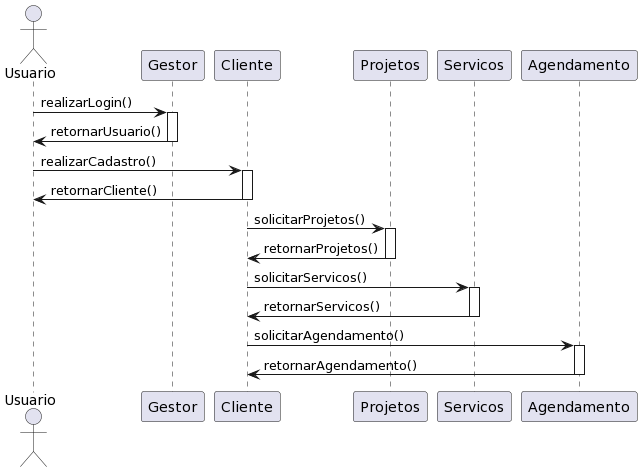 Usuario
Gestor
Cliente
Projetos
Servicos
Agendamento
realizarLogin()
retornarUsuario()
realizarCadastro()
retornarCliente()
solicitarProjetos()
retornarProjetos()
solicitarServicos()
retornarServicos()
solicitarAgendamento()
retornarAgendamento()
Usuario
Gestor
Cliente
Projetos
Servicos
Agendamento